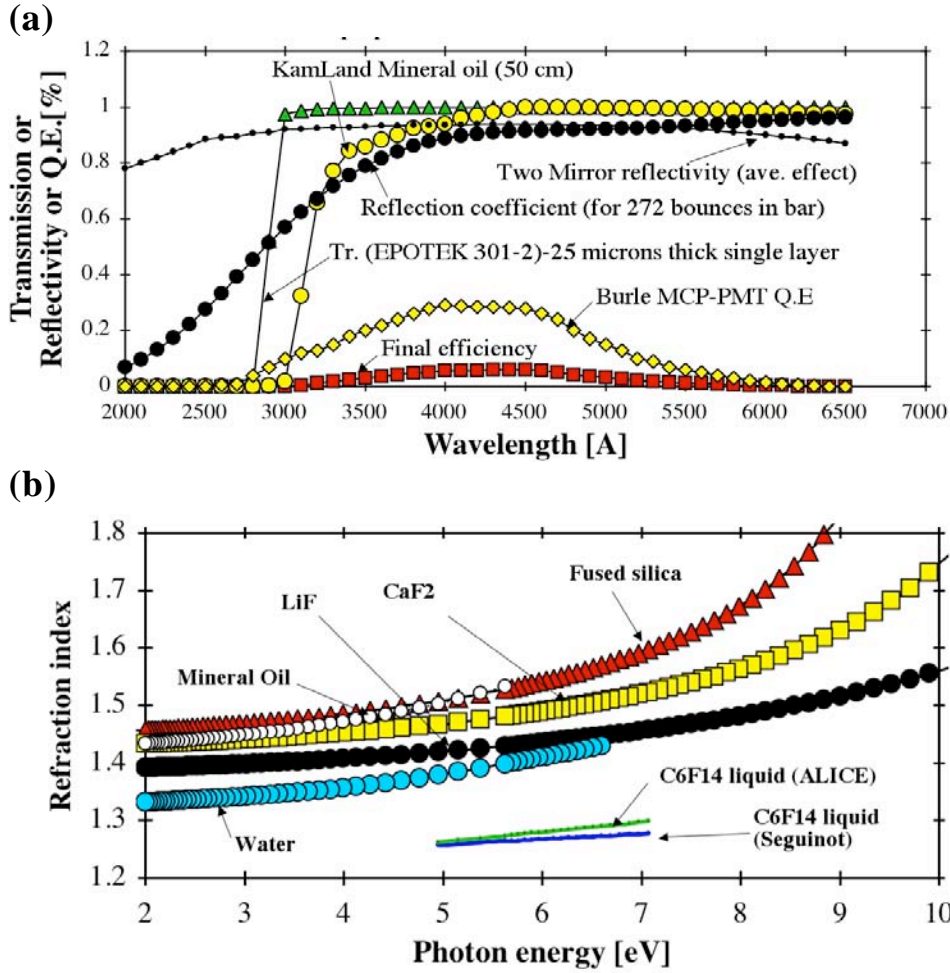 (a)
1.2
1
0.8
0.6
0.4
0.2
0
Transmission or
Reflectivity or Q.E.[%]
KamLand Mineral oil (50 cm)
Two Mirror reflectivity (ave. effect)
Reflection coefficient (for 272 bounces in bar)
Tr. (EPOTEK 301-2)-25 microns thick single layer
Burle MCP-PMT Q.E
Final efficiency
2000 2500 3000 3500 4000 4500 5000 5500 6000 6500 7000
Wavelength [A]
(b)
1.8
1.7
1.6
1.5
1.4
1.3
1.2
Refraction index
Fused silica
CaF2
LiF
Mineral Oil
C6F14 liquid (ALICE)
C6F14 liquid
(Seguinot)
Water
2 3 4 5 6 7 8 9 10
Photon energy [eV]